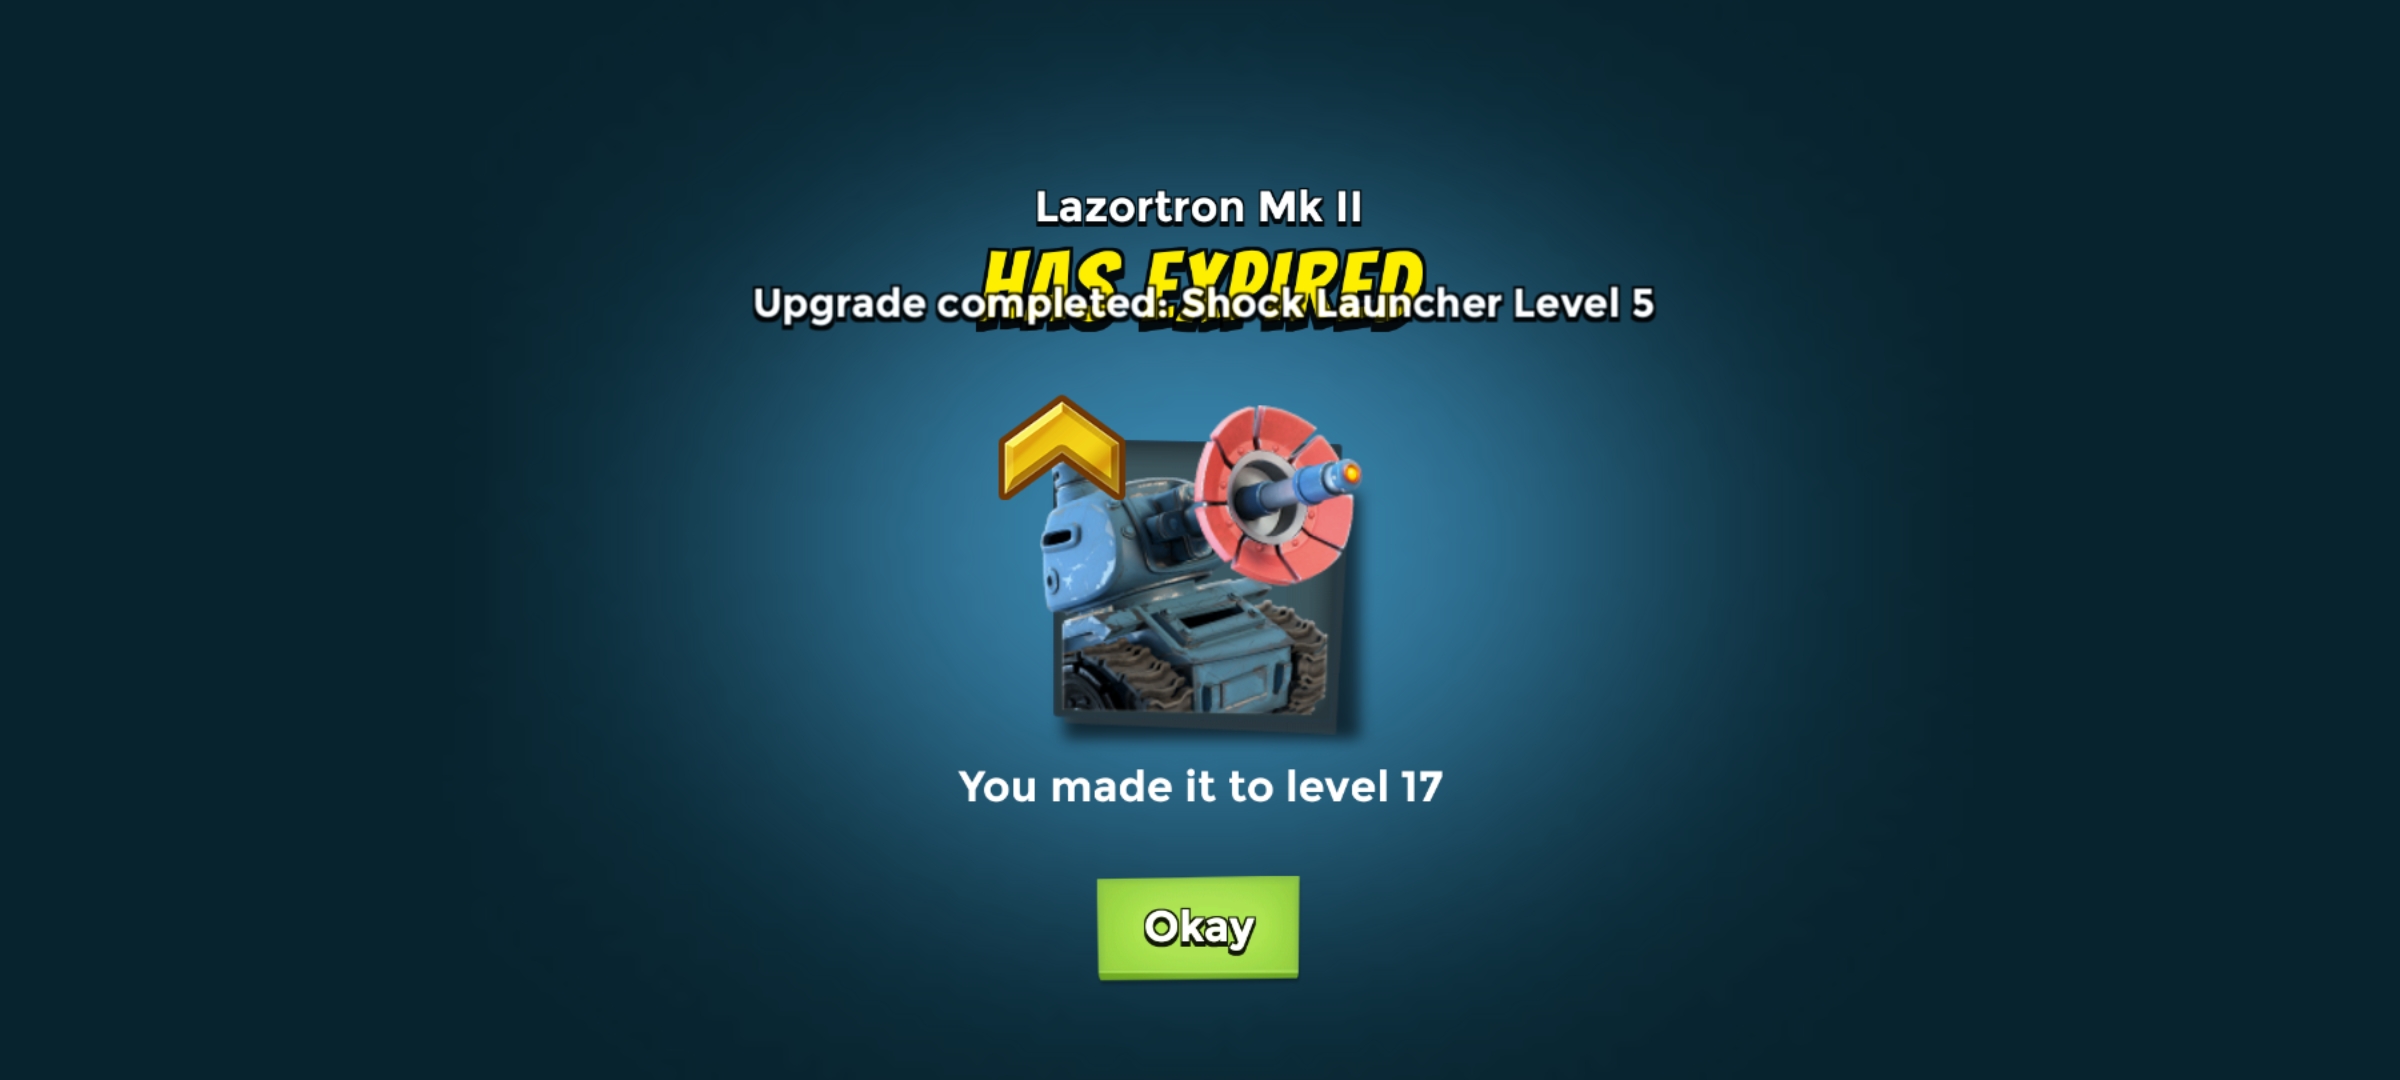 Lazortron Mk II
HAS EXPIRED
Upgrade completed: Shock Launcher Level 5
You made it to level 17
Okay